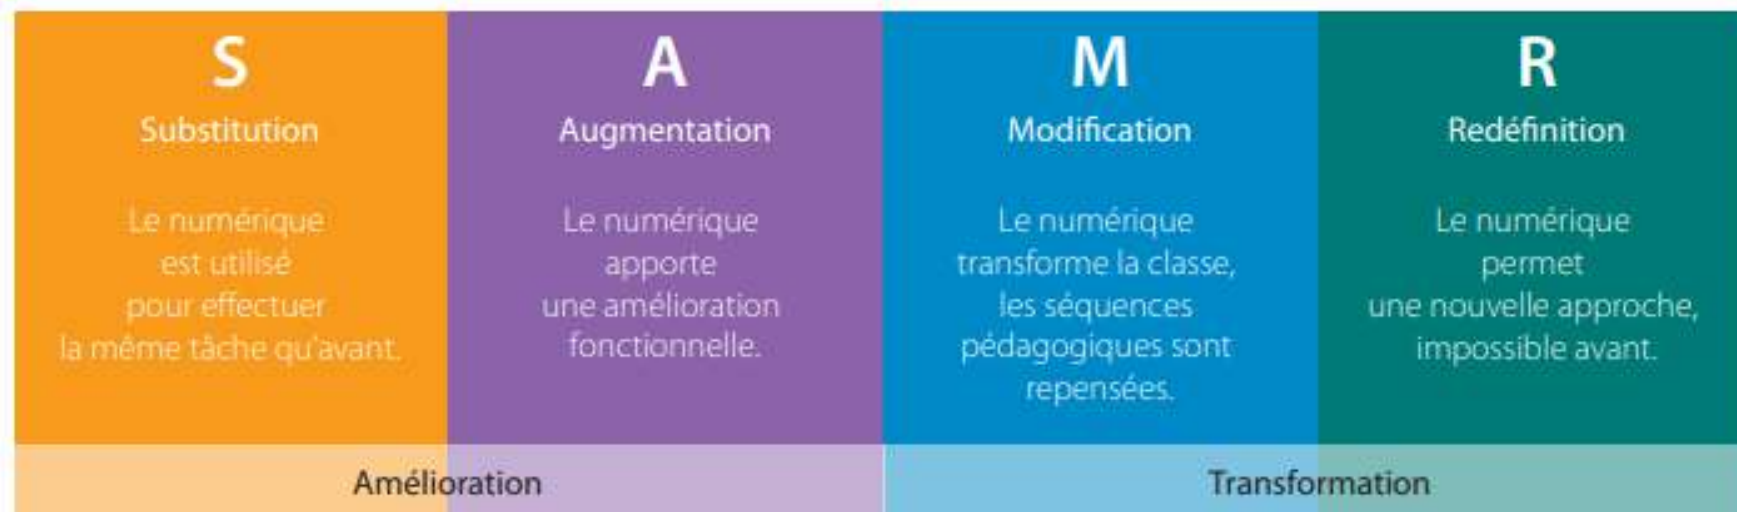 S
Substitution
Le numérique
est utilisé
pour effectuer
la même tâche qu'avant.
A
Augmentation
Le numérique
apporte
une amélioration
fonctionnelle.
M
Modification
Le numérique
transforme la classe,
les séquences
pédagogiques sont
repensées.
R
Redéfinition
Le numérique
permet
une nouvelle approche,
impossible avant.
Amélioration
Transformation